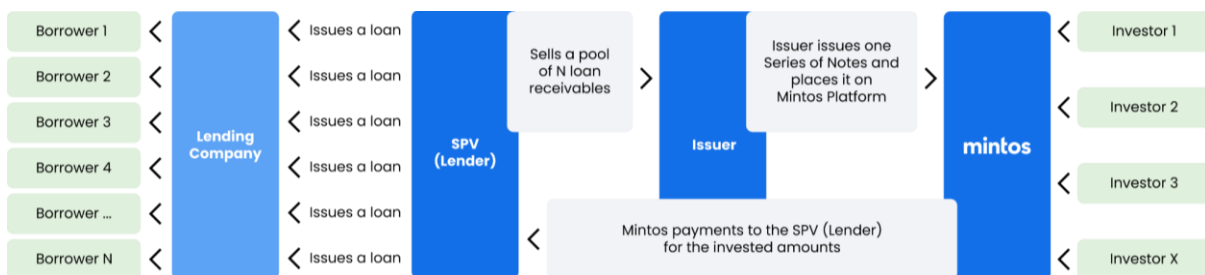 Borrower 1
Borrower 2
Borrower 3
Borrower 4
Borrower ...
Borrower N
Lending
Company
Issues a loan
Issues a loan
Issues a loan
Issues a loan
Issues a loan
Issues a loan
SPV
(Lender)
Sells a pool
of N loan
receivables
Issuer
Issuer issues one
Series of Notes and
places it on
Mintos Platform
Mintos payments to the SPV (Lender)
for the invested amounts
mintos
Investor 1
Investor 2
Investor 3
Investor X